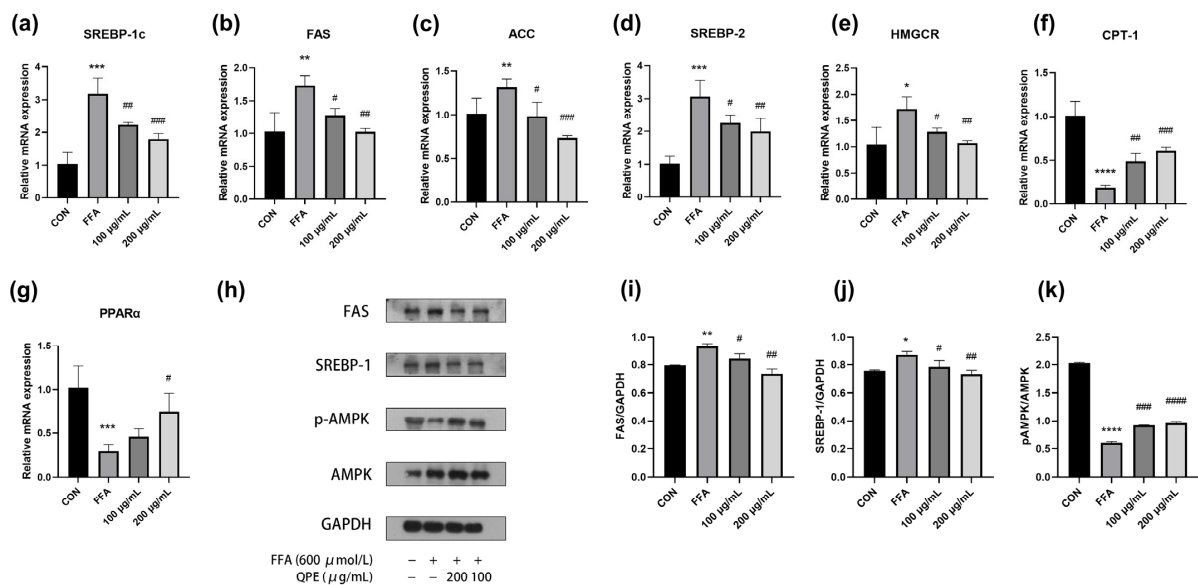 (a)
SREBP-1c
Relative mRNA expression
4
3
2
1
0
***
##
###
CON
FFA
100 μg/mL
200 μg/mL
(b)
FAS
Relative mRNA expression
2.5
2.0
1.5
1.0
0.5
0.0
**
#
##
CON
FFA
100 μg/mL
200 μg/mL
(c)
ACC
Relative mRNA expression
2.0
1.5
1.0
0.5
0.0
**
#
###
CON
FFA
100 μg/mL
200 μg/mL
(d)
SREBP-2
Relative mRNA expression
4
3
2
1
0
***
#
##
CON
FFA
100 μg/mL
200 μg/mL
(e)
HMGCR
Relative mRNA expression
2.5
2.0
1.5
1.0
0.5
0.0
*
#
##
CON
FFA
100 μg/mL
200 μg/mL
(f)
CPT-1
Relative mRNA expression
1.5
1.0
0.5
0.0
****
##
###
CON
FFA
100 μg/mL
200 μg/mL
(g)
PPARα
Relative mRNA expression
1.5
1.0
0.5
0.0
***
#
CON
FFA
100 μg/mL
200 μg/mL
(h)
FAS
SREBP-1
p-AMPK
AMPK
GAPDH
FFA (600 μmol/L) − + + +
QPE (μg/mL) − − 200 100
(i)
FAS/GAPDH
1.0
0.8
0.6
0.4
0.2
0.0
**
#
##
CON
FFA
100 μg/mL
200 μg/mL
(j)
SREBP-1/GAPDH
1.0
0.8
0.6
0.4
0.2
0.0
*
#
##
CON
FFA
100 μg/mL
200 μg/mL
(k)
pAMPK/AMPK
2.5
2.0
1.5
1.0
0.5
0.0
****
###
####
CON
FFA
100 μg/mL
200 μg/mL